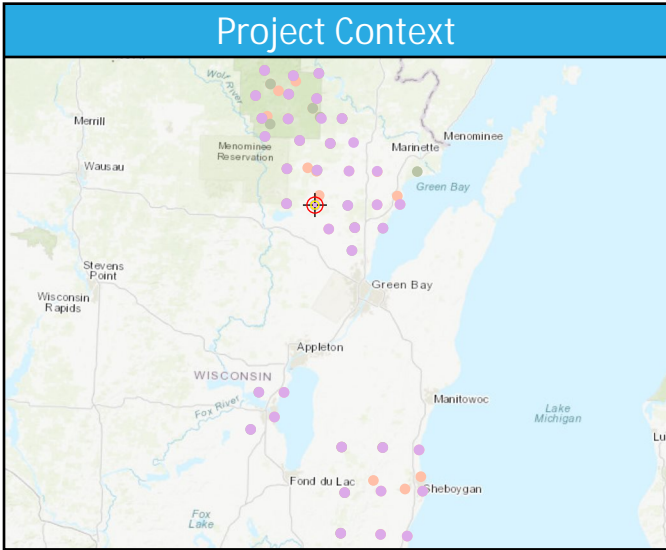 Project Context
Wolf
River
Merrill
Menominee
Marinette
Menominee
Reservation
Wausau
Green Bay
Stevens
Point
Green Bay
Wisconsin
Rapids
Appleton
WISCONSIN
Manitowoc
Fox River
Lake
Michigan
Lu
Fond du Lac
Sheboygan
Fox
Lake